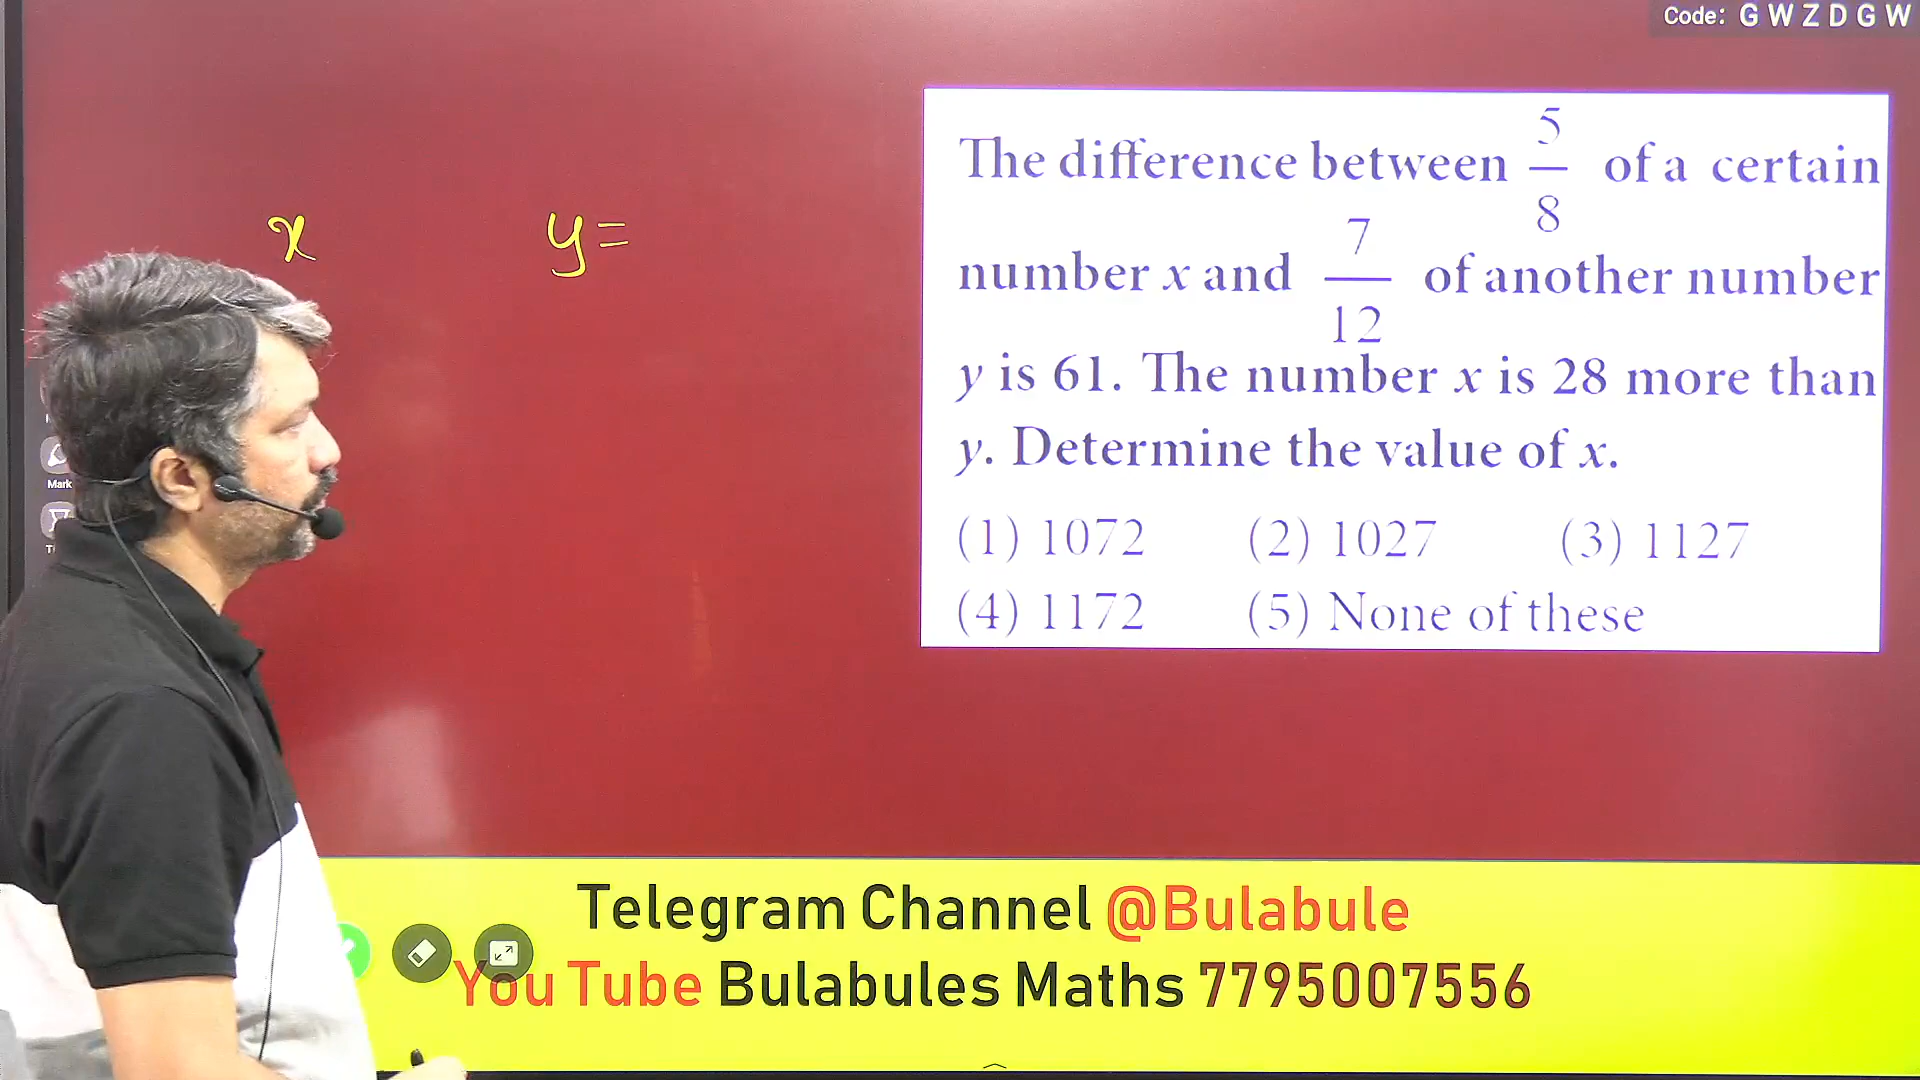 Code: G W Z D G W
x y=
The difference between 5/8 of a certain
number x and 7/12 of another number
y is 61. The number x is 28 more than
y. Determine the value of x.
(1) 1072 (2) 1027 (3) 1127
(4) 1172 (5) None of these
Mark
Telegram Channel @Bulabule
You Tube Bulabules Maths 7795007556